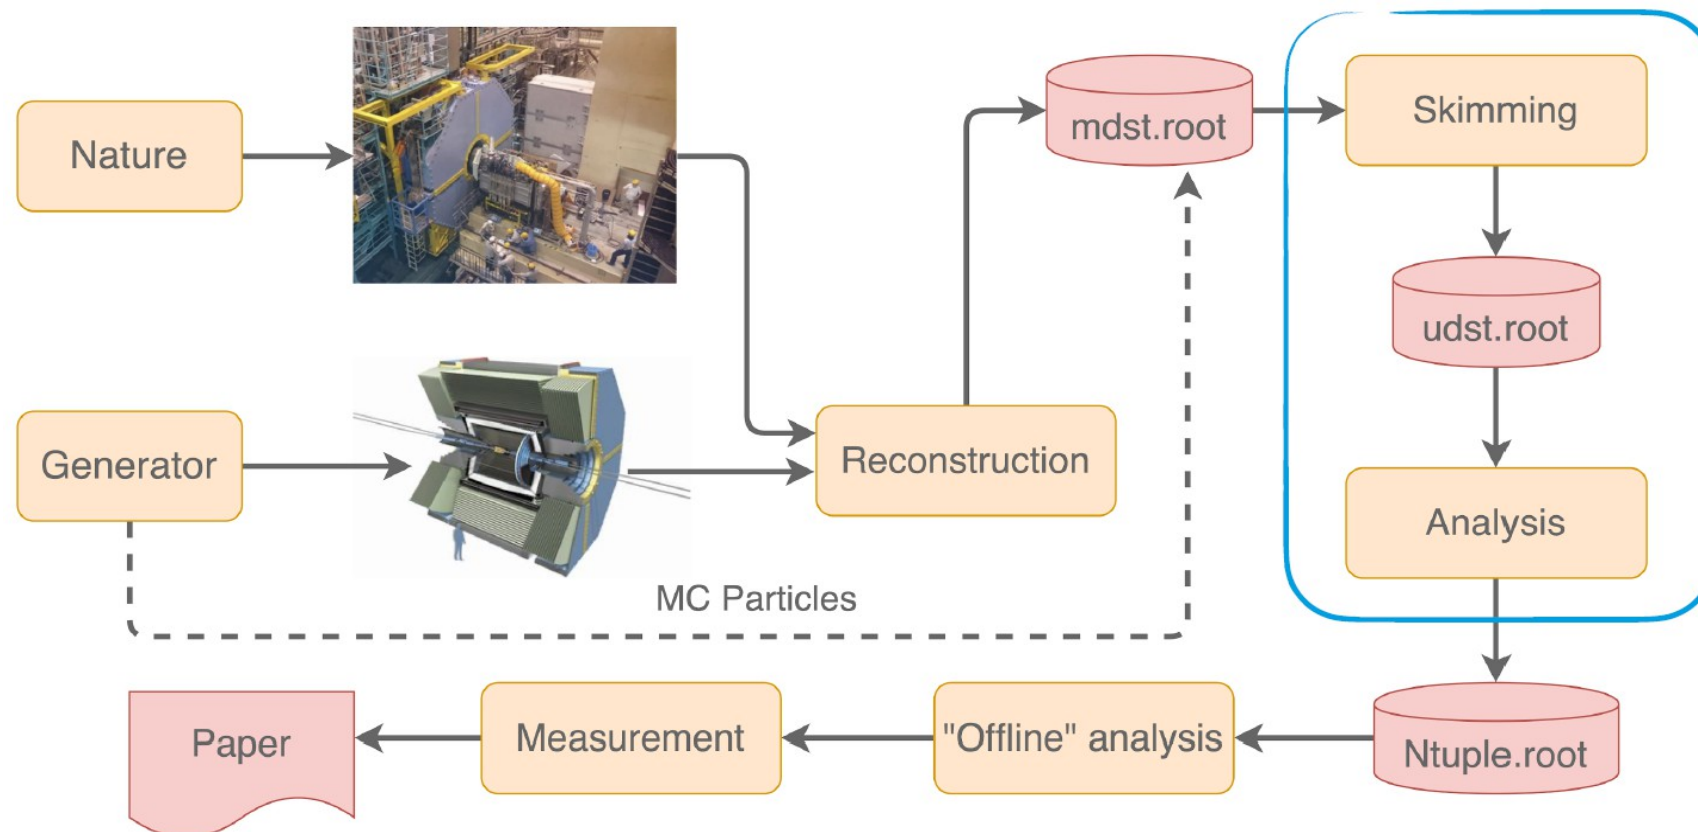 Nature
mdst.root
Skimming
udst.root
Generator
Reconstruction
Analysis
MC Particles
Paper
Measurement
"Offline" analysis
Ntuple.root